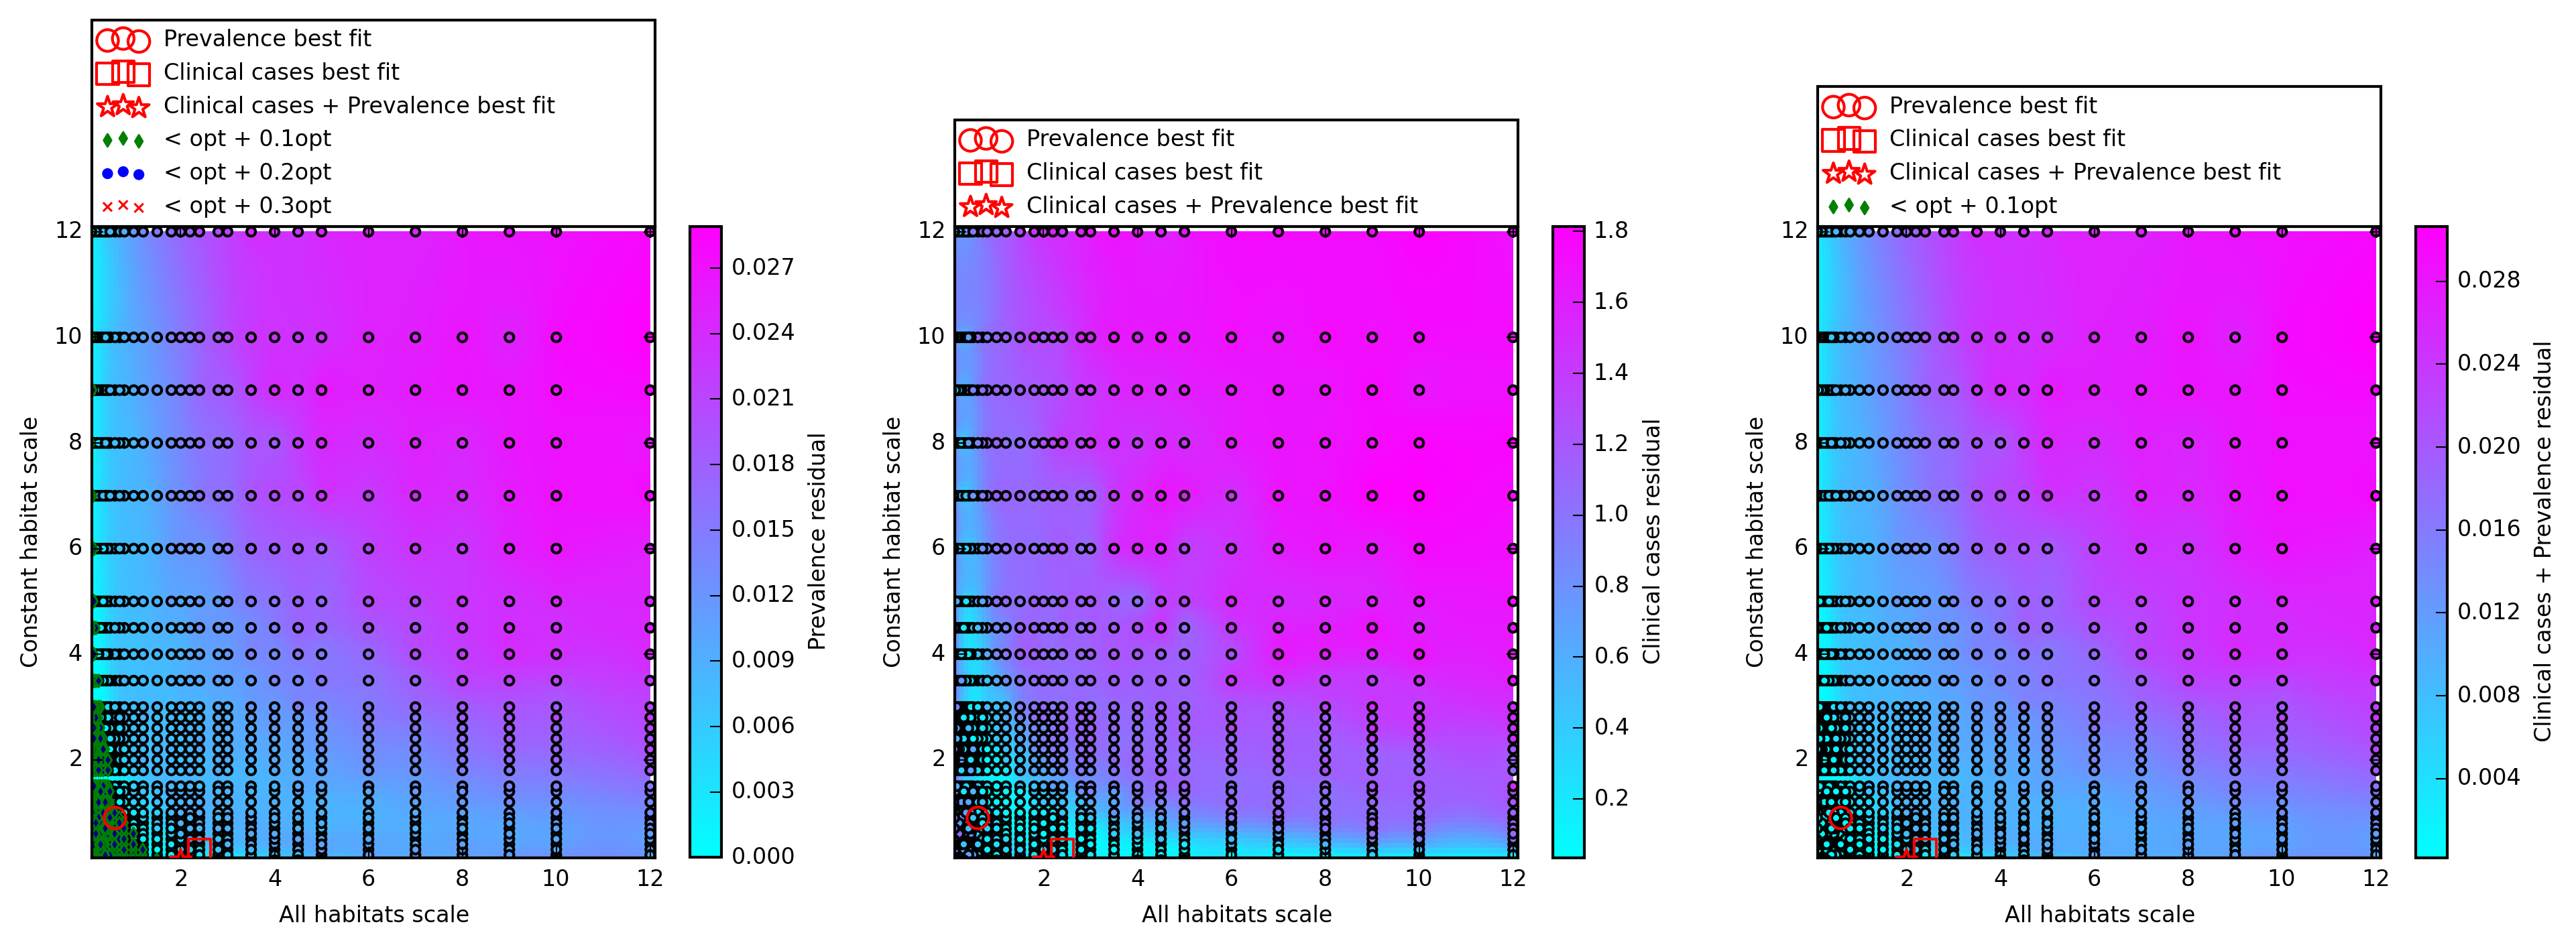 Prevalence best fit
Clinical cases best fit
Clinical cases + Prevalence best fit
< opt + 0.1opt
< opt + 0.2opt
< opt + 0.3opt
12
10
8
6
4
2
2 4 6 8 10 12
All habitats scale
Constant habitat scale
0.027
0.024
0.021
0.018
0.015
0.012
0.009
0.006
0.003
0.000
Prevalence residual
Prevalence best fit
Clinical cases best fit
Clinical cases + Prevalence best fit
12
10
8
6
4
2
2 4 6 8 10 12
All habitats scale
Constant habitat scale
1.8
1.6
1.4
1.2
1.0
0.8
0.6
0.4
0.2
Clinical cases residual
Prevalence best fit
Clinical cases best fit
Clinical cases + Prevalence best fit
< opt + 0.1opt
12
10
8
6
4
2
2 4 6 8 10 12
All habitats scale
Constant habitat scale
0.028
0.024
0.020
0.016
0.012
0.008
0.004
Clinical cases + Prevalence residual